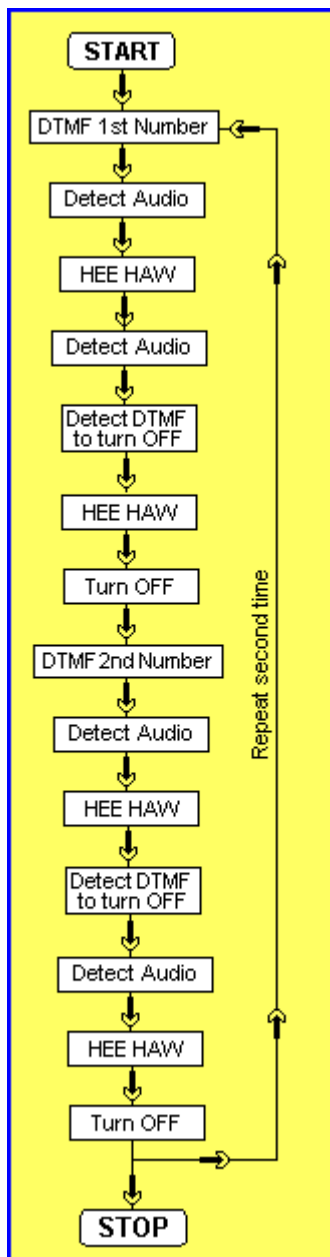 START
DTMF 1st Number
Detect Audio
HEE HAW
Detect Audio
Detect DTMF
to turn OFF
HEE HAW
Turn OFF
DTMF 2nd Number
Detect Audio
HEE HAW
Detect DTMF
to turn OFF
Detect Audio
HEE HAW
Turn OFF
STOP
Repeat second time